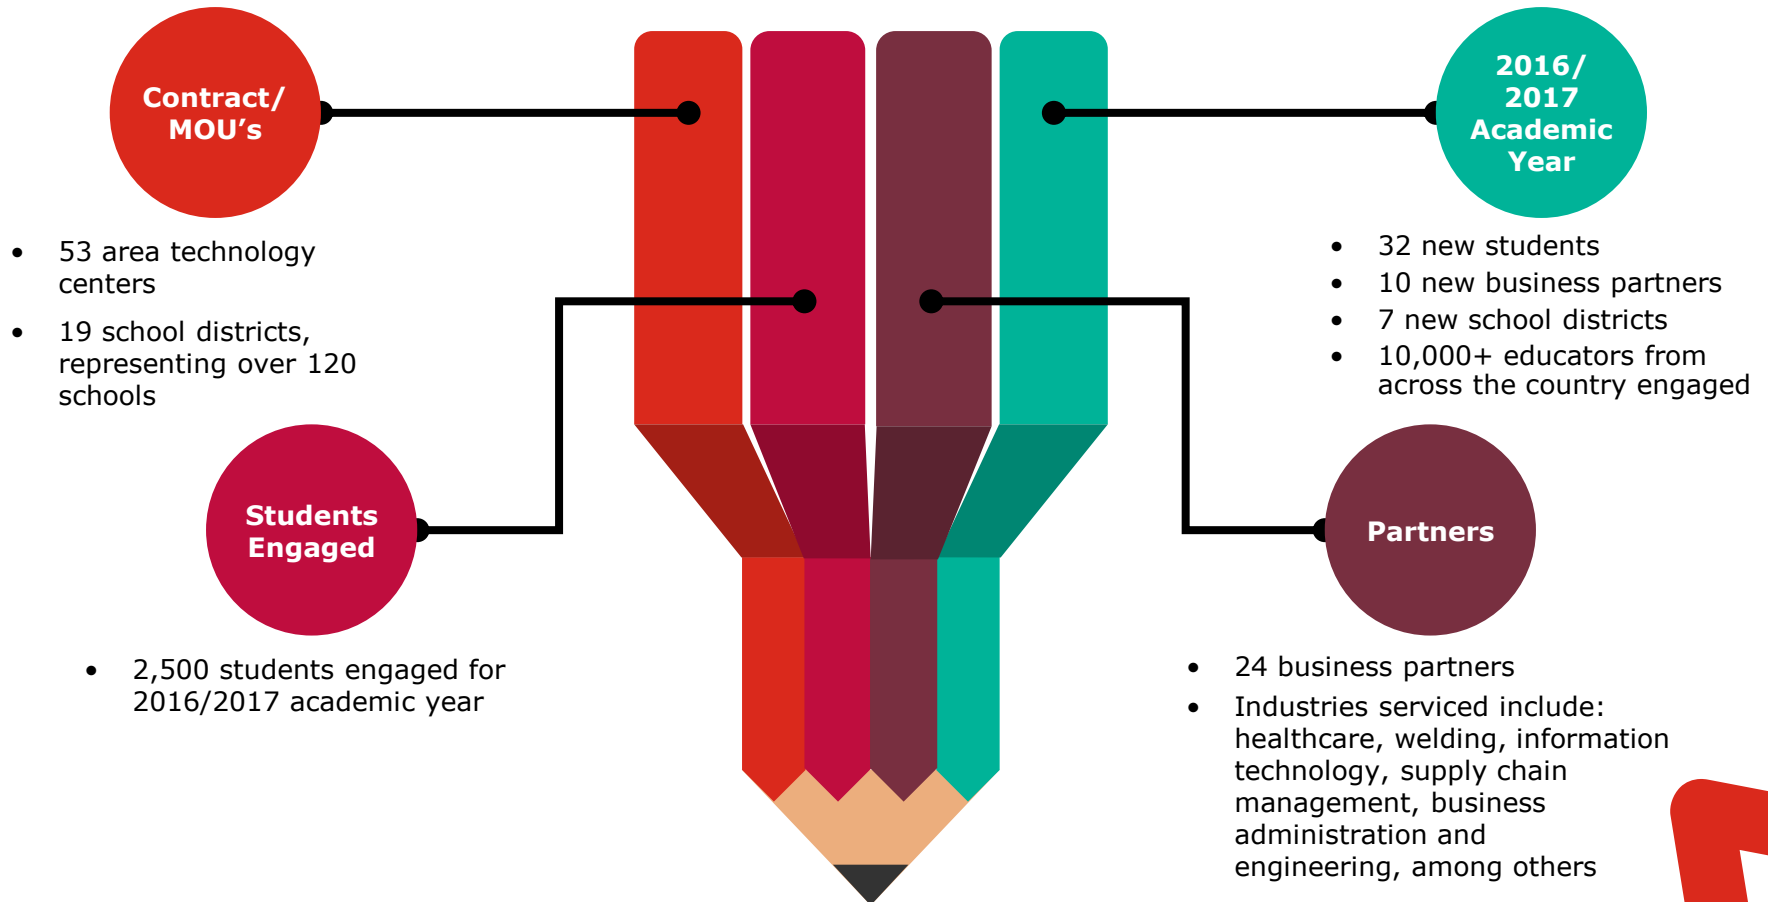 Contract/
MOU's
• 53 area technology
centers
• 19 school districts,
representing over 120
schools
Students
Engaged
• 2,500 students engaged for
2016/2017 academic year
2016/
2017
Academic
Year
• 32 new students
• 10 new business partners
• 7 new school districts
• 10,000+ educators from
across the country engaged
Partners
• 24 business partners
• Industries serviced include:
healthcare, welding, information
technology, supply chain
management, business
administration and
engineering, among others